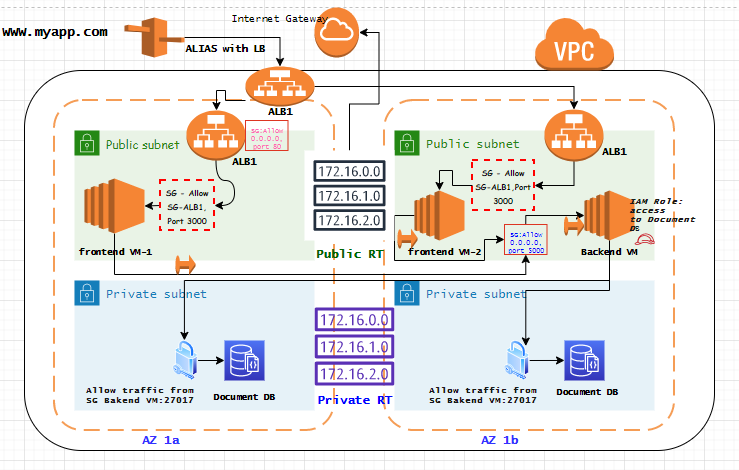 Internet Gateway
www.myapp.com
ALIAS with LB
VPC
ALB1
SG:Allow
0.0.0.0,
port 80
ALB1
ALB1
Public subnet
Public subnet
172.16.0.0
172.16.1.0
172.16.2.0
Public RT
SG - Allow
SG-ALB1,
Port 3000
SG - Allow
SG-ALB1,Port
3000
IAM Role:
access
to Document
DB
SG:Allow
0.0.0.0,
port 3000
frontend VM-1
frontend VM-2
Backend VM
Private subnet
Private subnet
172.16.0.0
172.16.1.0
172.16.2.0
Private RT
Allow traffic from
SG Bakend VM:27017
Document DB
Allow traffic from
SG Bakend VM:27017
Document DB
AZ 1a
AZ 1b